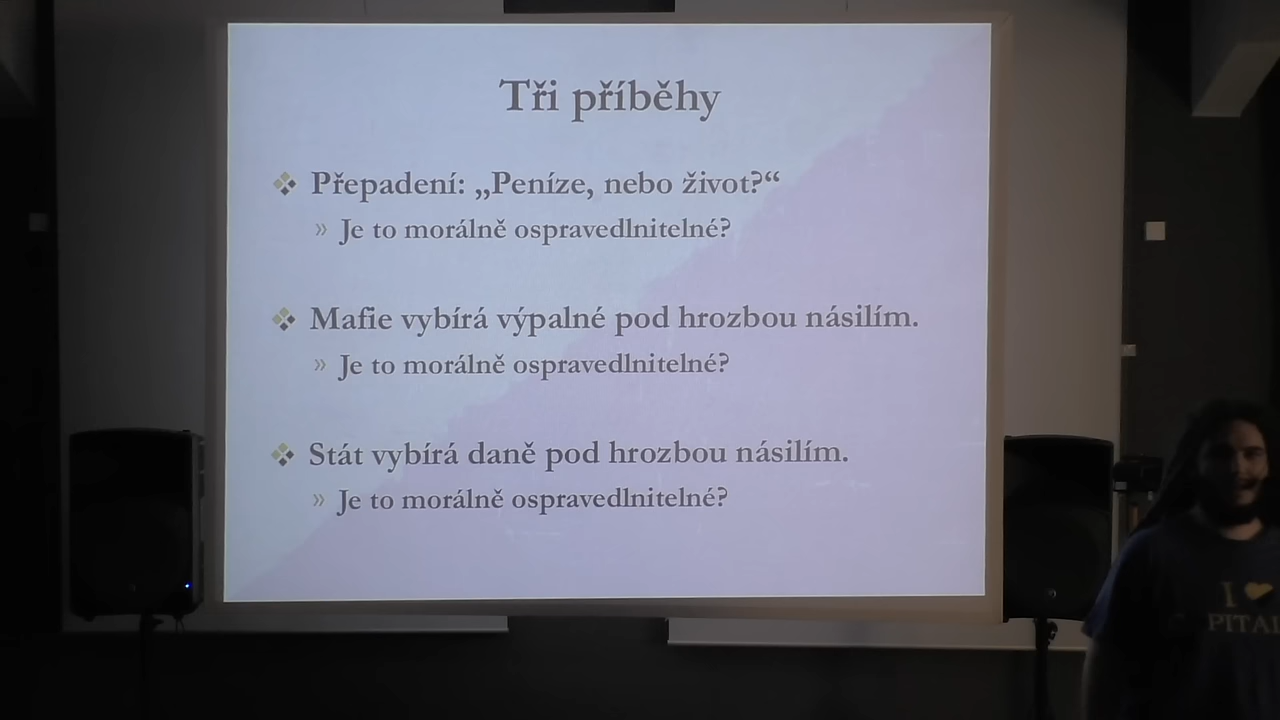 Tři příběhy
Přepadení: „Peníze, nebo život?“
» Je to morálně ospravedlnitelné?
Mafie vybírá výpalné pod hrozbou násilím.
» Je to morálně ospravedlnitelné?
Stát vybírá daně pod hrozbou násilím.
» Je to morálně ospravedlnitelné?
I